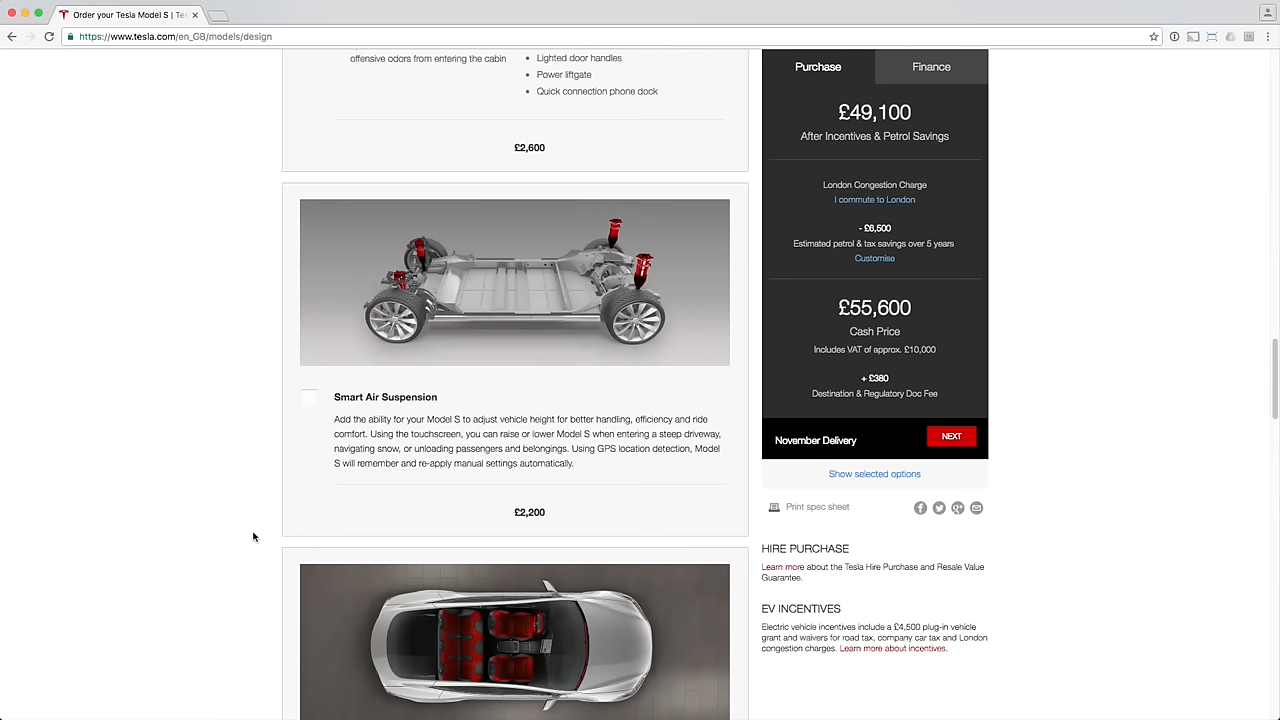 Order your Tesla Model S | Te
https://www.tesla.com/en_GB/models/design
offensive odors from entering the cabin
• Lighted door handles
• Power liftgate
• Quick connection phone dock
£2,600
Smart Air Suspension
Add the ability for your Model S to adjust vehicle height for better handling, efficiency and ride
comfort. Using the touchscreen, you can raise or lower Model S when entering a steep driveway,
navigating snow, or unloading passengers and belongings. Using GPS location detection, Model
S will remember and re-apply manual settings automatically.
£2,200
Purchase
Finance
£49,100
After Incentives & Petrol Savings
London Congestion Charge
I commute to London
- £6,500
Estimated petrol & tax savings over 5 years
Customise
£55,600
Cash Price
Includes VAT of approx. £10,000
+ £380
Destination & Regulatory Doc Fee
November Delivery
NEXT
Show selected options
Print spec sheet
HIRE PURCHASE
Learn more about the Tesla Hire Purchase and Resale Value
Guarantee.
EV INCENTIVES
Electric vehicle incentives include a £4,500 plug-in vehicle
grant and waivers for road tax, company car tax and London
congestion charges. Learn more about incentives.